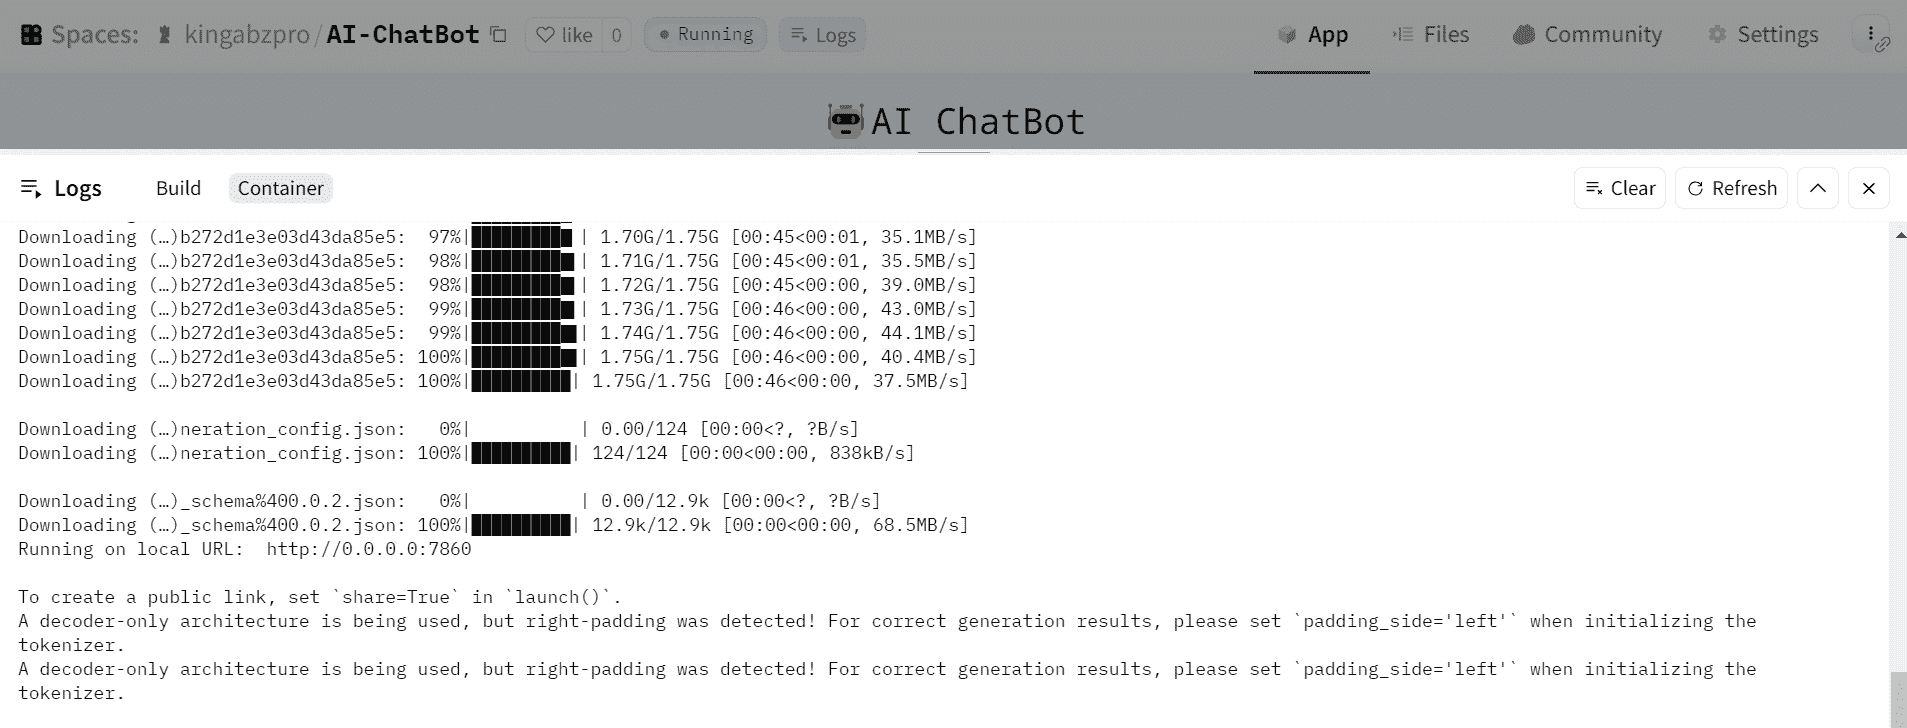 Spaces: kingabzpro/AI-ChatBot like 0 Running Logs App Files Community Settings
AI ChatBot
Logs Build Container Clear Refresh
Downloading (…)b272d1e3e03d43da85e5:  97%| | 1.70G/1.75G [00:45<00:01, 35.1MB/s]
Downloading (…)b272d1e3e03d43da85e5:  98%| | 1.71G/1.75G [00:45<00:01, 35.5MB/s]
Downloading (…)b272d1e3e03d43da85e5:  98%| | 1.72G/1.75G [00:45<00:00, 39.0MB/s]
Downloading (…)b272d1e3e03d43da85e5:  99%| | 1.73G/1.75G [00:46<00:00, 43.0MB/s]
Downloading (…)b272d1e3e03d43da85e5:  99%| | 1.74G/1.75G [00:46<00:00, 44.1MB/s]
Downloading (…)b272d1e3e03d43da85e5: 100%| | 1.75G/1.75G [00:46<00:00, 40.4MB/s]
Downloading (…)b272d1e3e03d43da85e5: 100%| | 1.75G/1.75G [00:46<00:00, 37.5MB/s]
Downloading (…)neration_config.json:   0%| | 0.00/124 [00:00<?, ?B/s]
Downloading (…)neration_config.json: 100%| | 124/124 [00:00<00:00, 838kB/s]
Downloading (…)_schema%400.0.2.json:   0%| | 0.00/12.9k [00:00<?, ?B/s]
Downloading (…)_schema%400.0.2.json: 100%| | 12.9k/12.9k [00:00<00:00, 68.5MB/s]
Running on local URL:  http://0.0.0.0:7860
To create a public link, set `share=True` in `launch()`.
A decoder-only architecture is being used, but right-padding was detected! For correct generation results, please set `padding_side='left'` when initializing the
tokenizer.
A decoder-only architecture is being used, but right-padding was detected! For correct generation results, please set `padding_side='left'` when initializing the
tokenizer.